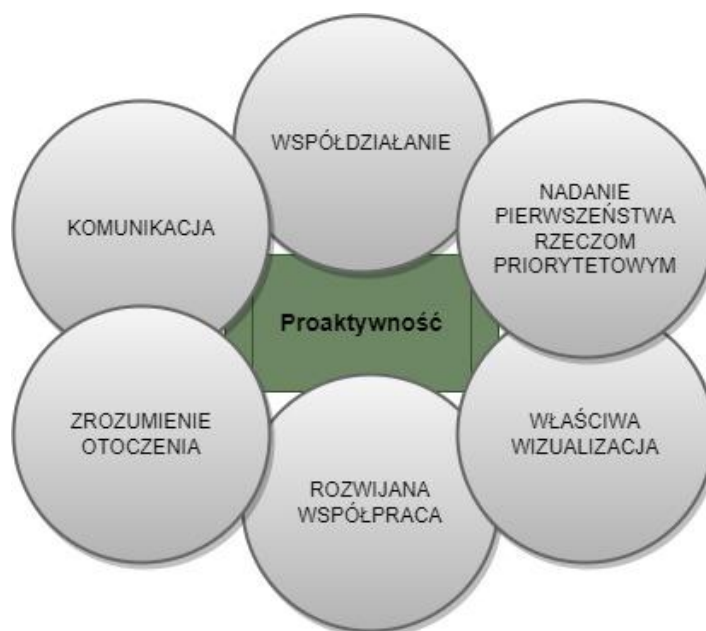 WSPÓŁDZIAŁANIE
KOMUNIKACJA
NADANIE
PIERWSZEŃSTWA
RZECZOM
PRIORYTETOWYM
Proaktywność
ZROZUMIENIE
OTOCZENIA
WŁAŚCIWA
WIZUALIZACJA
ROZWIJANA
WSPÓŁPRACA